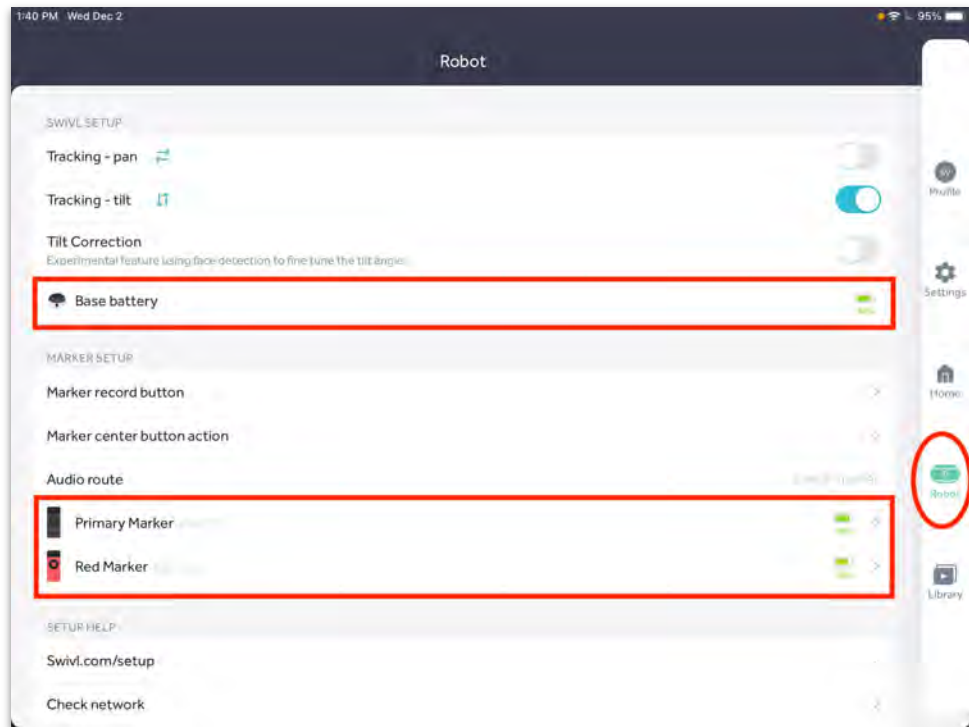 1:40 PM Wed Dec 2
95%
Robot
SWIVL SETUP
Tracking - pan
Tracking - tilt
Tilt Correction
Experimental feature using face detection to fine tune the tilt angle.
Base battery
MARKER SETUP
Marker record button
Marker center button action
Audio route
Primary Marker
Red Marker
SETUP HELP
Swivl.com/setup
Check network
Profile
Settings
Home
Robot
Library